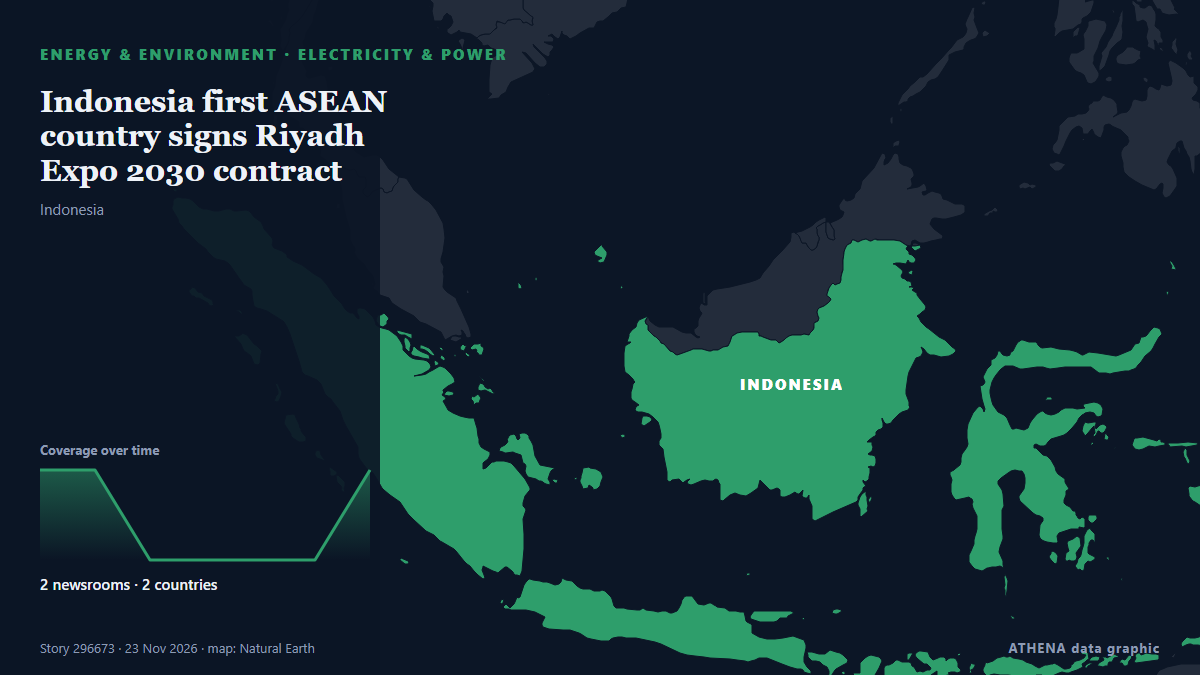 ENERGY & ENVIRONMENT · ELECTRICITY & POWER
Indonesia first ASEAN
country signs Riyadh
Expo 2030 contract
Indonesia
INDONESIA
Coverage over time
2 newsrooms · 2 countries
Story 296673 · 23 Nov 2026 · map: Natural Earth
ATHENA data graphic